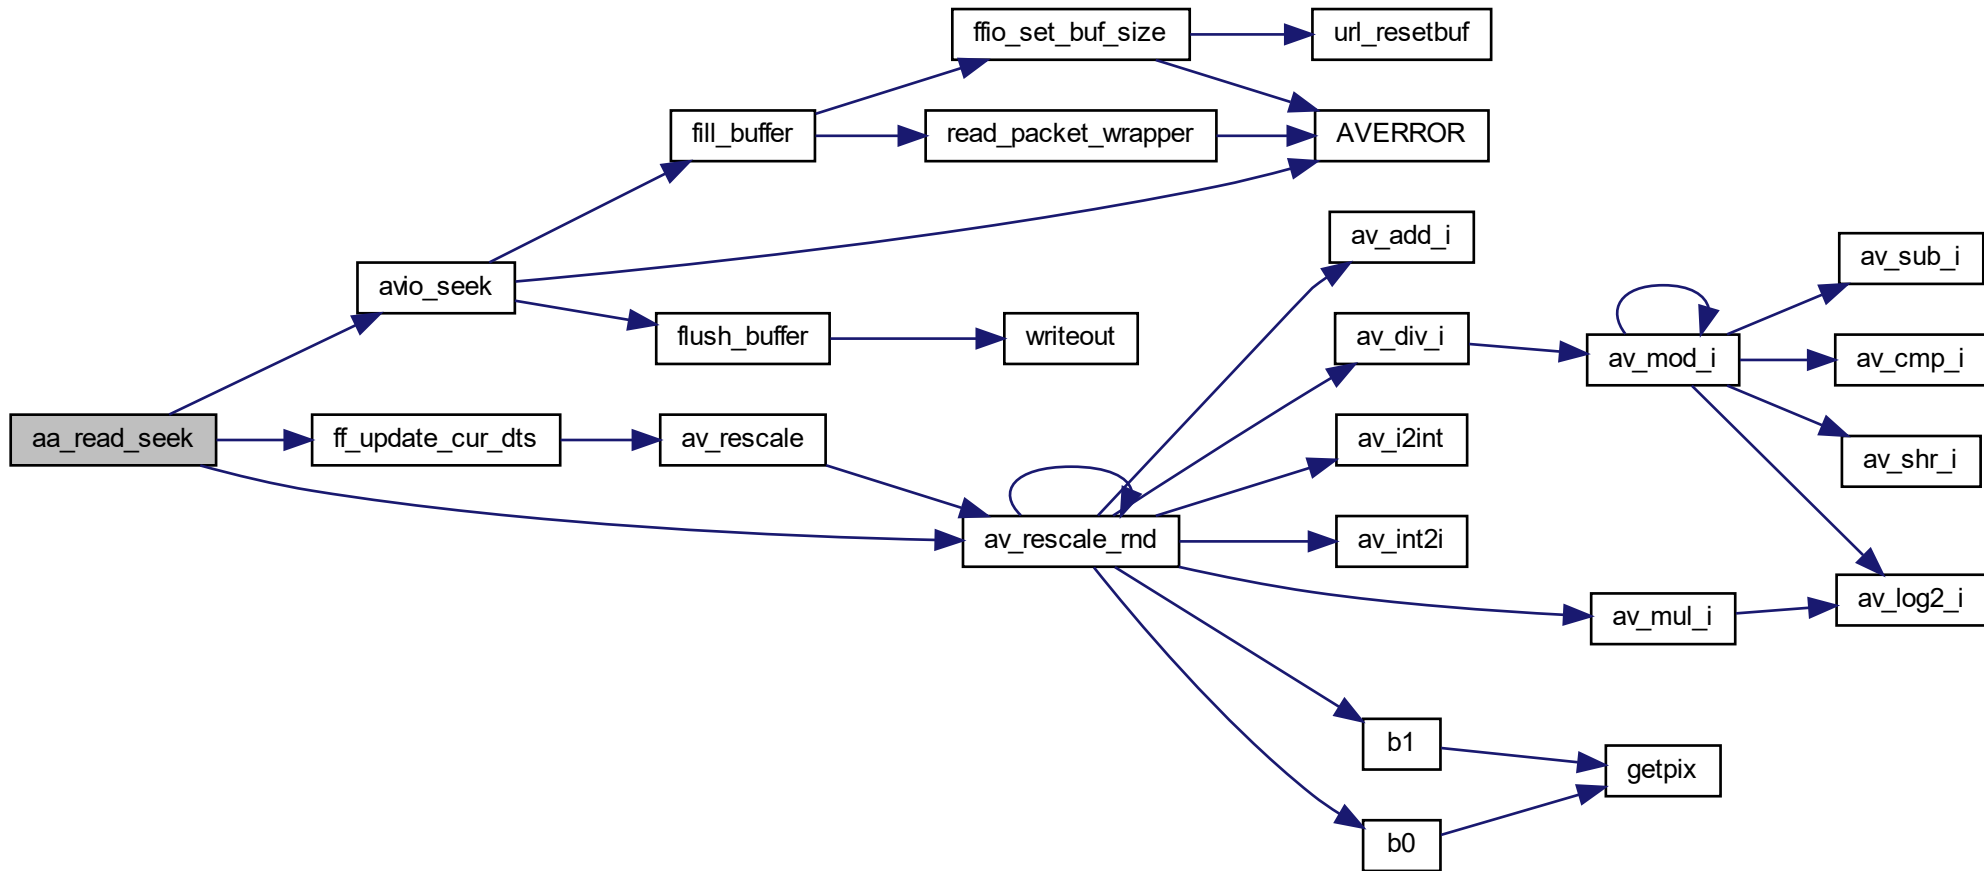 ffio_set_buf_size
url_resetbuf
fill_buffer
read_packet_wrapper
AVERROR
av_add_i
av_sub_i
avio_seek
flush_buffer
writeout
av_div_i
av_mod_i
av_cmp_i
aa_read_seek
ff_update_cur_dts
av_rescale
av_i2int
av_shr_i
av_rescale_rnd
av_int2i
av_mul_i
av_log2_i
b1
getpix
b0